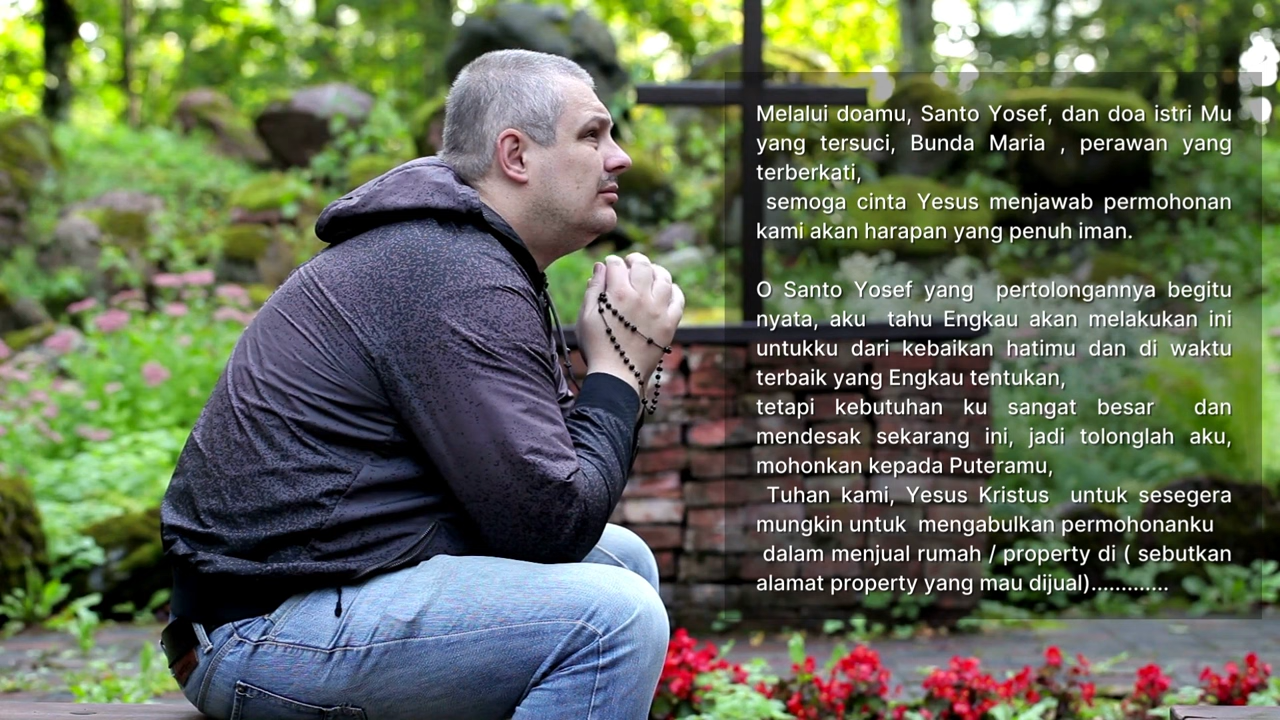 Melalui doamu, Santo Yosef, dan doa istri Mu
yang tersuci, Bunda Maria , perawan yang
terberkati,
semoga cinta Yesus menjawab permohonan
kami akan harapan yang penuh iman.
O Santo Yosef yang pertolongannya begitu
nyata, aku tahu Engkau akan melakukan ini
untukku dari kebaikan hatimu dan di waktu
terbaik yang Engkau tentukan,
tetapi kebutuhan ku sangat besar dan
mendesak sekarang ini, jadi tolonglah aku,
mohonkan kepada Puteramu,
Tuhan kami, Yesus Kristus untuk sesegera
mungkin untuk mengabulkan permohonanku
dalam menjual rumah / property di ( sebutkan
alamat property yang mau dijual).............